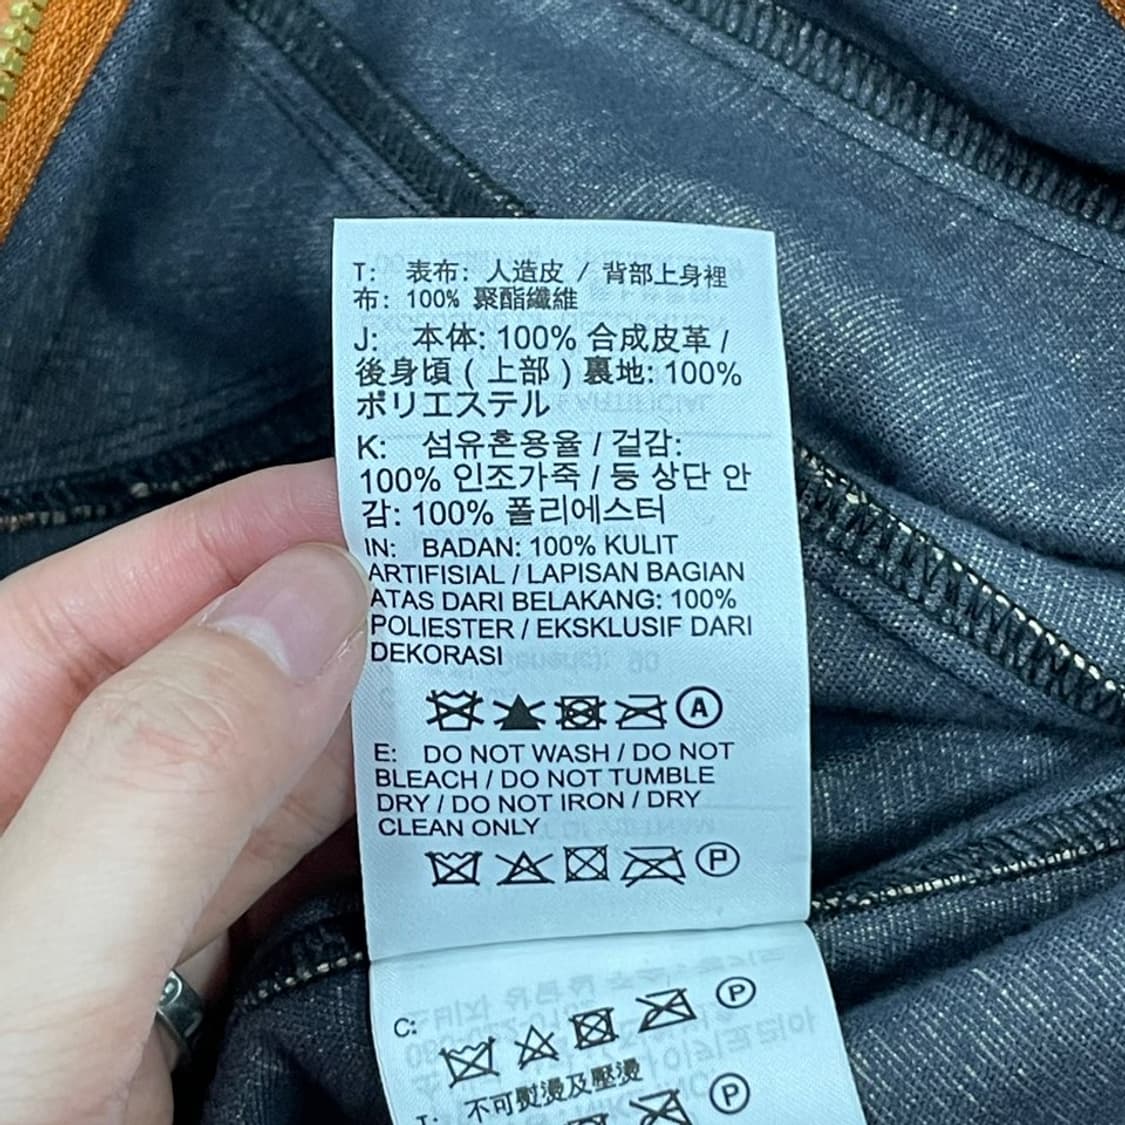 T: 表布: 人造皮 / 背部上身裡
布: 100% 聚酯纖維
J: 本体: 100% 合成皮革 /
後身頃 ( 上部 ) 裏地: 100%
ポリエステル
K: 섬유혼용율 / 겉감:
100% 인조가죽 / 등 상단 안
감: 100% 폴리에스터
IN: BADAN: 100% KULIT
ARTIFISIAL / LAPISAN BAGIAN
ATAS DARI BELAKANG: 100%
POLIESTER / EKSKLUSIF DARI
DEKORASI
A
E: DO NOT WASH / DO NOT
BLEACH / DO NOT TUMBLE
DRY / DO NOT IRON / DRY
CLEAN ONLY
P
C:
P
不可熨燙及壓燙
P